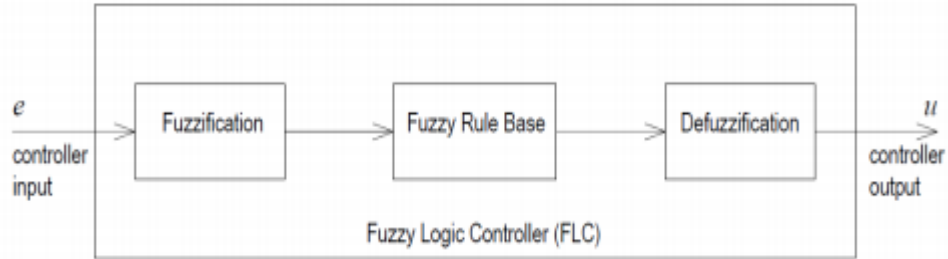 e
controller
input
Fuzzification
Fuzzy Rule Base
Defuzzification
u
controller
output
Fuzzy Logic Controller (FLC)